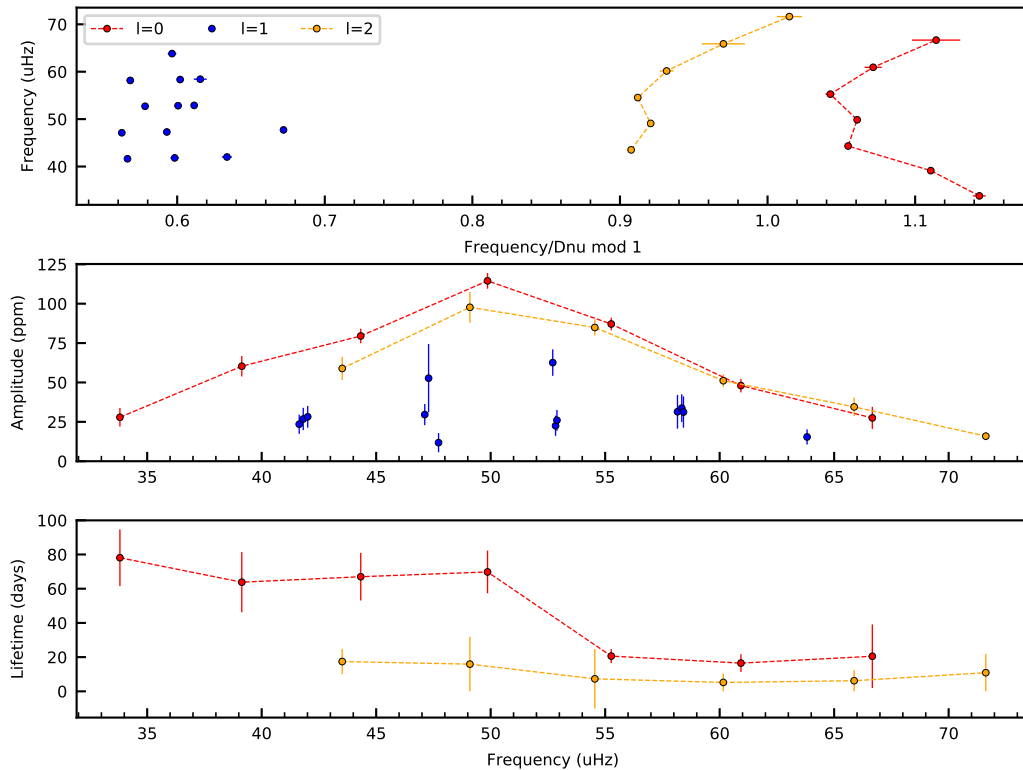 l=0 l=1 l=2
70
60
50
40
Frequency (uHz)
0.6 0.7 0.8 0.9 1.0 1.1
Frequency/Dnu mod 1
125
100
75
50
25
0
Amplitude (ppm)
35 40 45 50 55 60 65 70
100
80
60
40
20
0
Lifetime (days)
35 40 45 50 55 60 65 70
Frequency (uHz)